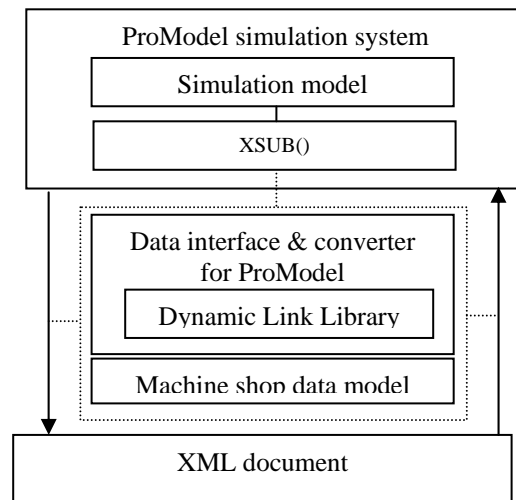 ProModel simulation system
Simulation model
XSUB()
Data interface & converter
for ProModel
Dynamic Link Library
Machine shop data model
XML document